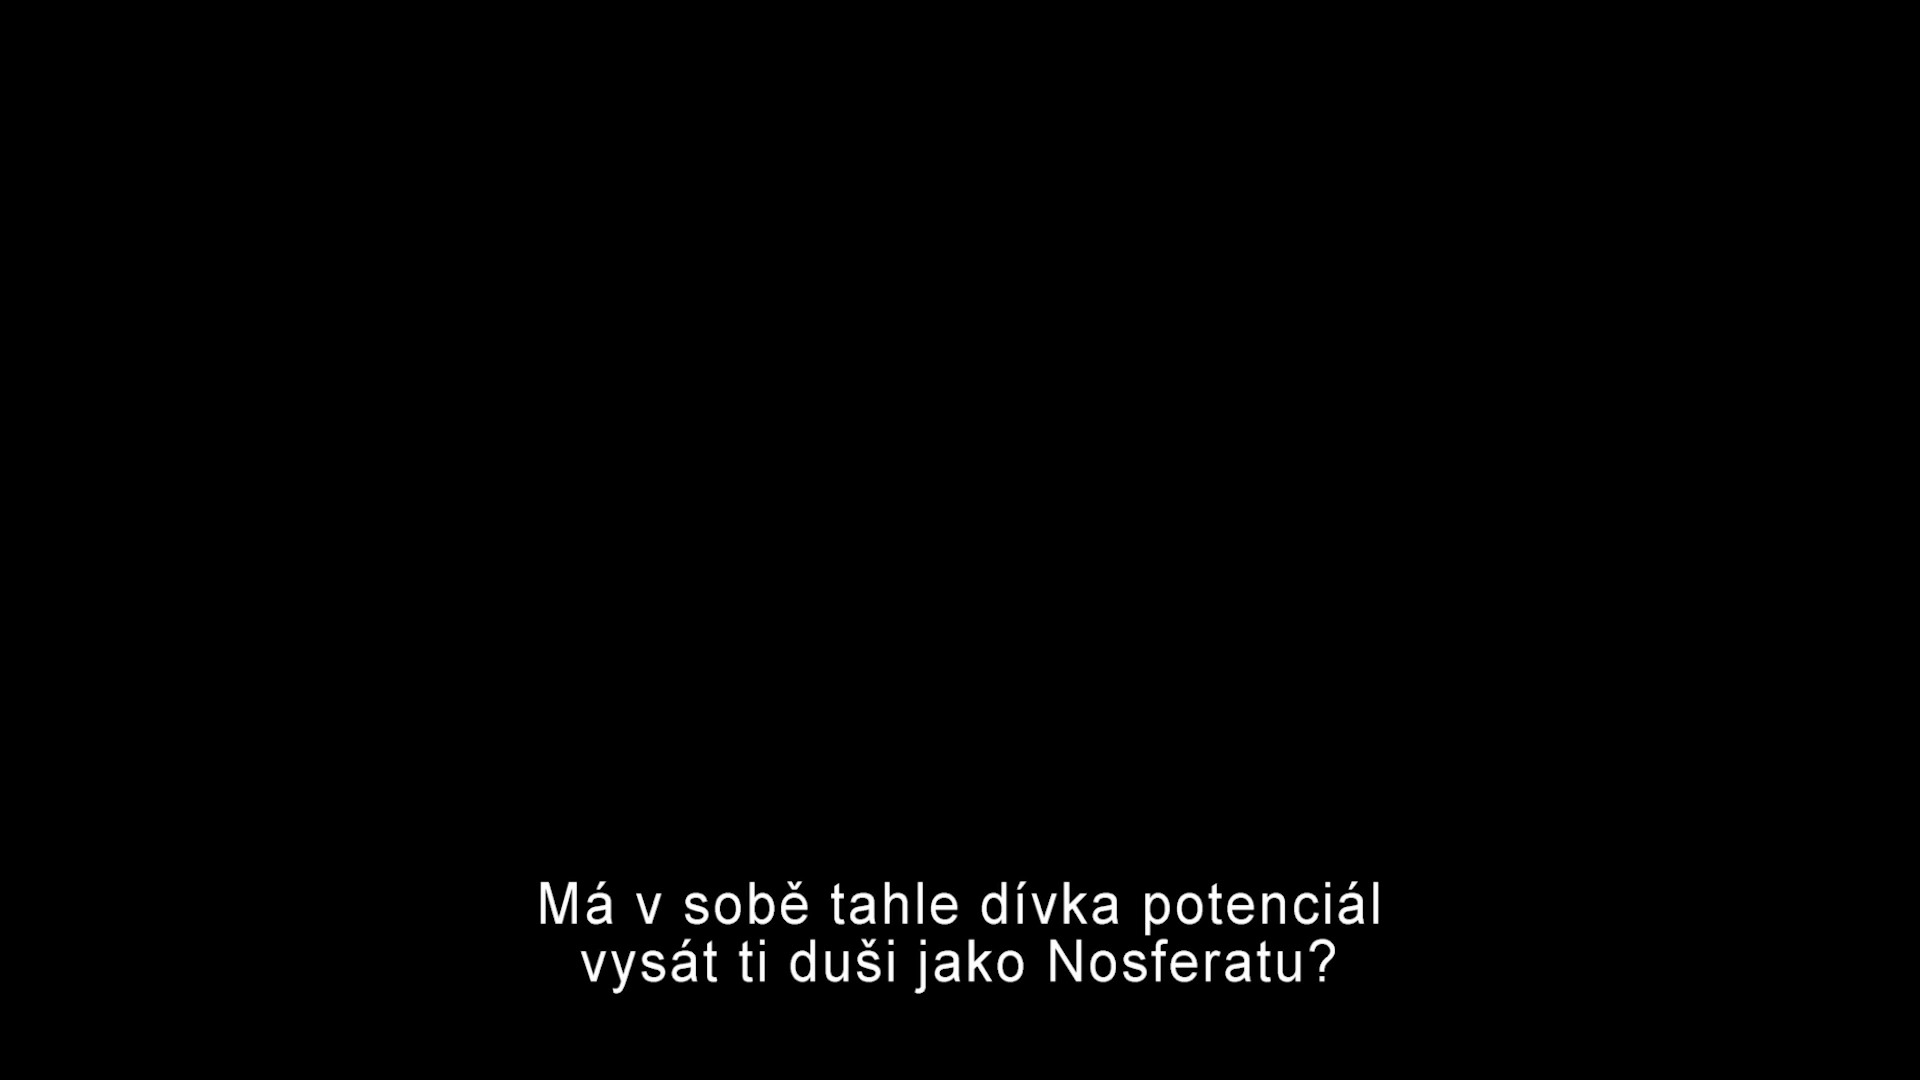 Má v sobě tahle dívka potenciál
vysát ti duši jako Nosferatu?